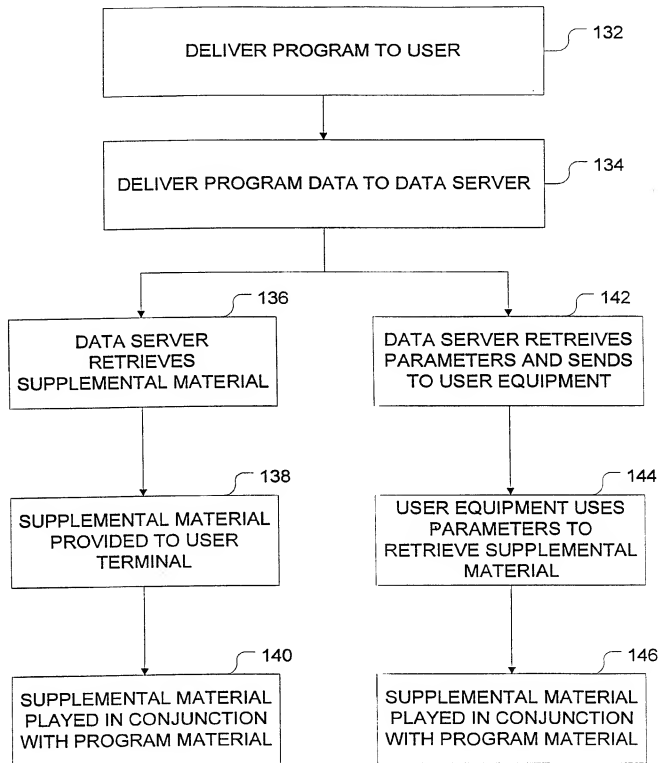 DELIVER PROGRAM TO USER
132
DELIVER PROGRAM DATA TO DATA SERVER
134
136
DATA SERVER
RETRIEVES
SUPPLEMENTAL MATERIAL
142
DATA SERVER RETREIVES
PARAMETERS AND SENDS
TO USER EQUIPMENT
138
SUPPLEMENTAL MATERIAL
PROVIDED TO USER
TERMINAL
144
USER EQUIPMENT USES
PARAMETERS TO
RETRIEVE SUPPLEMENTAL
MATERIAL
140
SUPPLEMENTAL MATERIAL
PLAYED IN CONJUNCTION
WITH PROGRAM MATERIAL
146
SUPPLEMENTAL MATERIAL
PLAYED IN CONJUNCTION
WITH PROGRAM MATERIAL